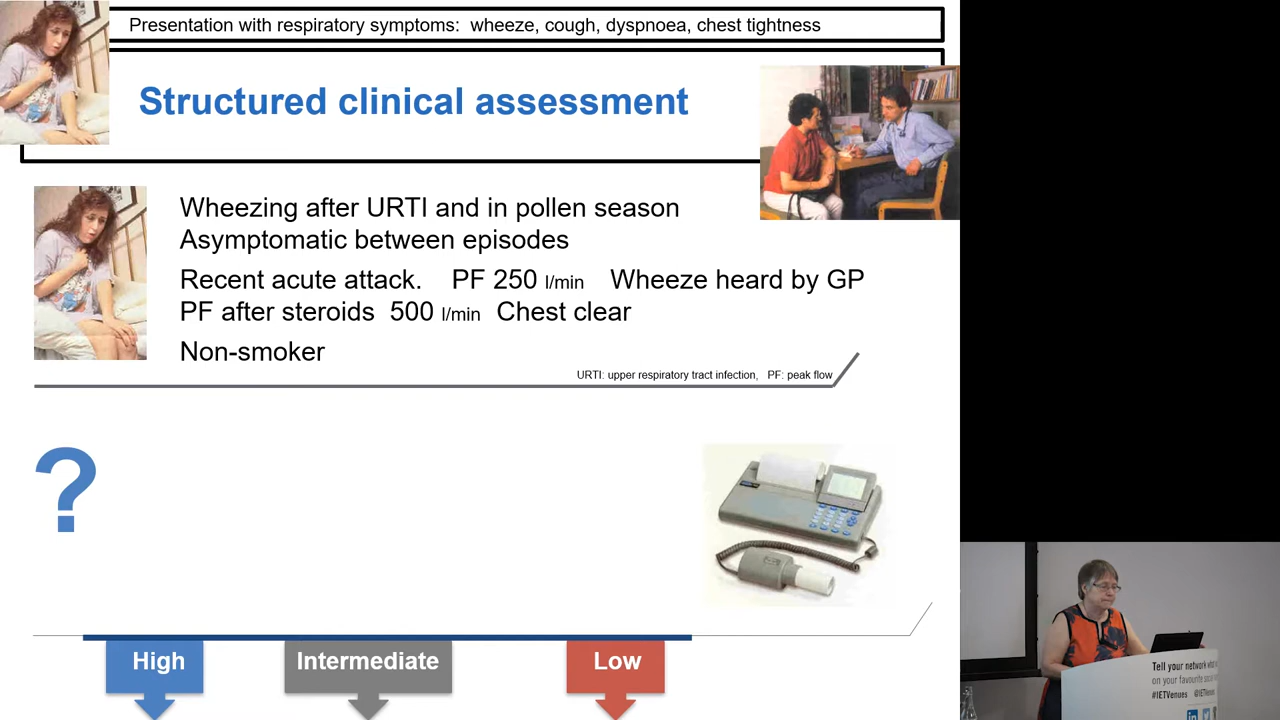 Presentation with respiratory symptoms: wheeze, cough, dyspnoea, chest tightness
Structured clinical assessment
Wheezing after URTI and in pollen season
Asymptomatic between episodes
Recent acute attack. PF 250 l/min Wheeze heard by GP
PF after steroids 500 l/min Chest clear
Non-smoker
URTI: upper respiratory tract infection, PF: peak flow
?
High
Intermediate
Low
Tell your network
on your favourite
#IETVenues @IETVenues